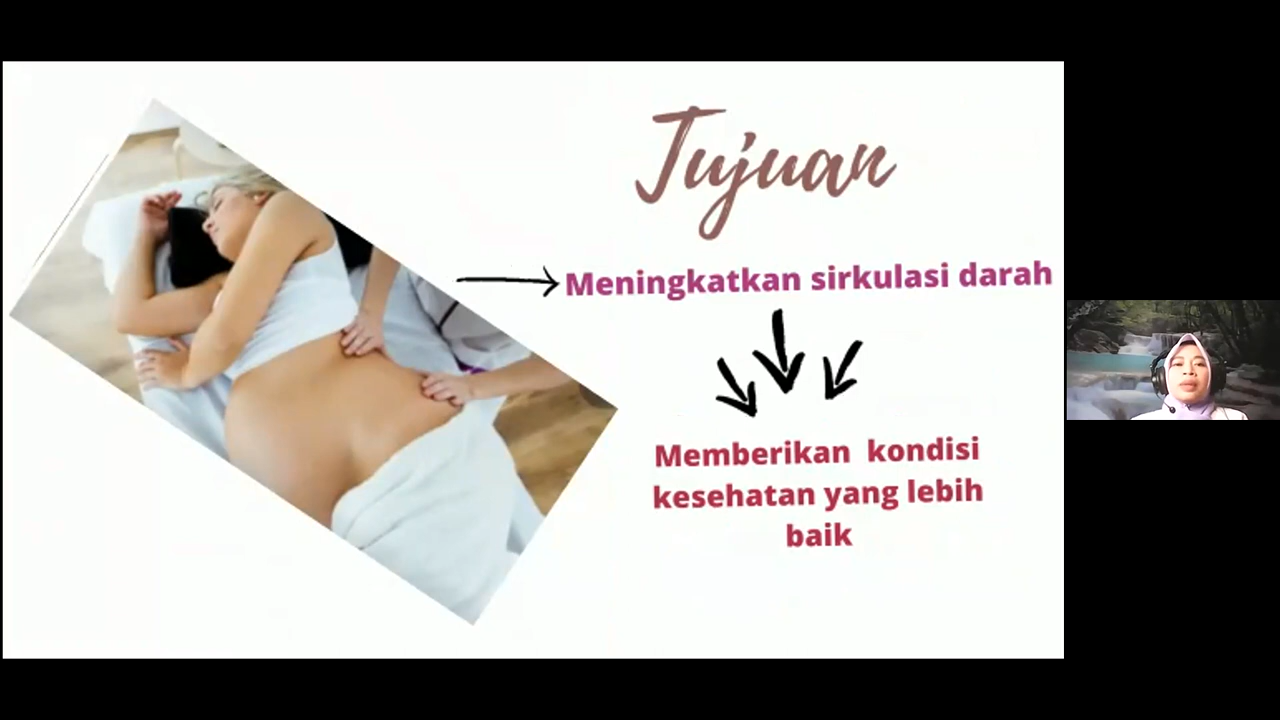 Tujuan
Meningkatkan sirkulasi darah
Memberikan kondisi
kesehatan yang lebih
baik